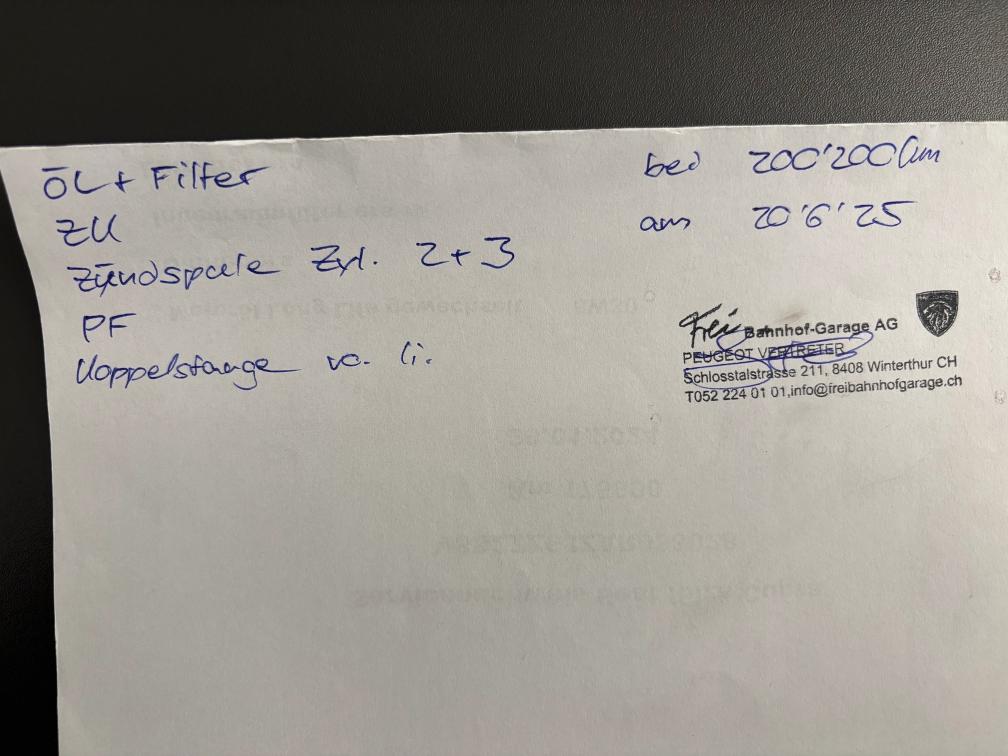 ÖL + Filter
ZK
Zündspule Zyl. 2+3
PF
Koppelstange vo. li.
bei 200'200 km
am 20'6'25
Frei Bahnhof-Garage AG
PEUGEOT VERTRETER
Schlosstalstrasse 211, 8408 Winterthur CH
T052 224 01 01,info@freibahnhofgarage.ch